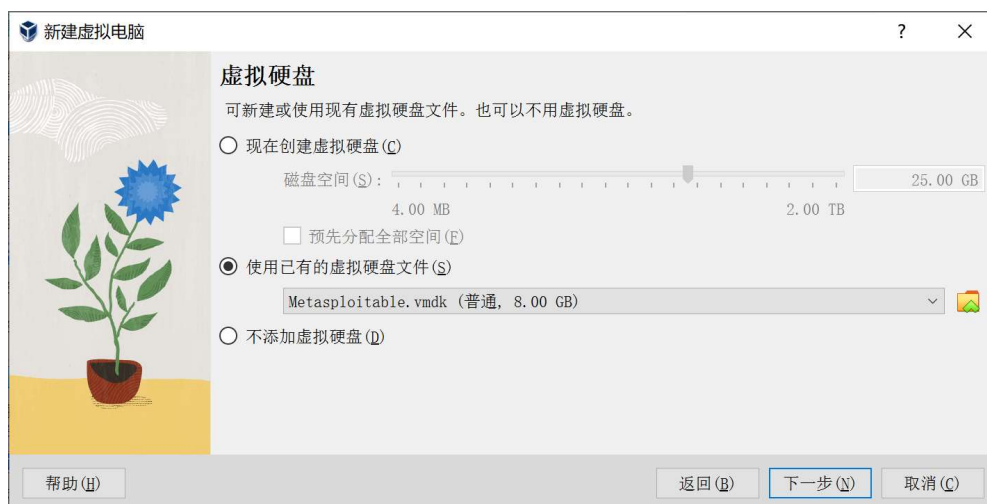 新建虚拟电脑
?
虚拟硬盘
可新建或使用现有虚拟硬盘文件。也可以不用虚拟硬盘。
现在创建虚拟硬盘(C)
磁盘空间(S): 25.00 GB
4.00 MB 2.00 TB
预先分配全部空间(F)
使用已有的虚拟硬盘文件(S)
Metasploitable.vmdk (普通, 8.00 GB)
不添加虚拟硬盘(D)
帮助(H) 返回(B) 下一步(N) 取消(C)